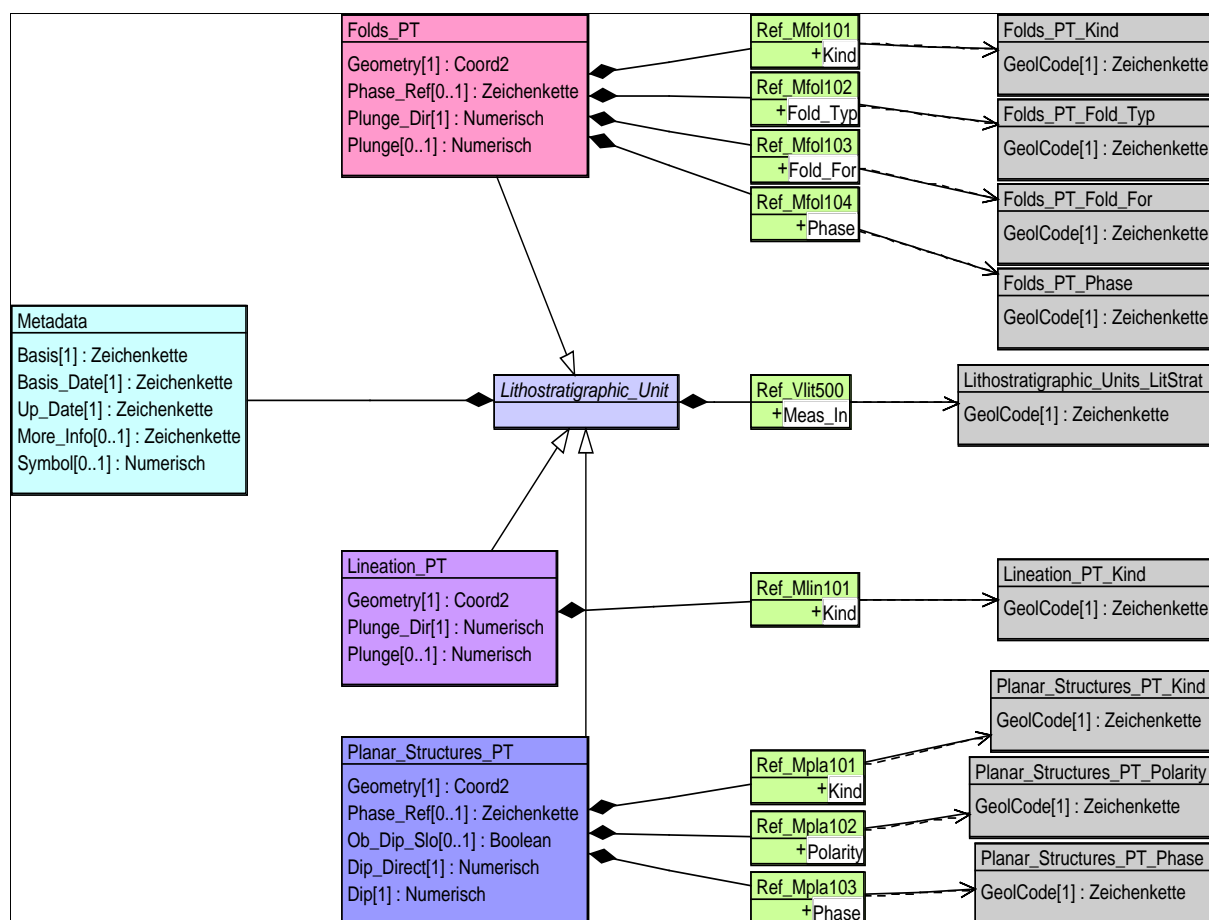 Folds_PT
Geometry[1] : Coord2
Phase_Ref[0..1] : Zeichenkette
Plunge_Dir[1] : Numerisch
Plunge[0..1] : Numerisch
Ref_Mfol101
+Kind
Ref_Mfol102
+Fold_Typ
Ref_Mfol103
+Fold_For
Ref_Mfol104
+Phase
Folds_PT_Kind
GeolCode[1] : Zeichenkette
Folds_PT_Fold_Typ
GeolCode[1] : Zeichenkette
Folds_PT_Fold_For
GeolCode[1] : Zeichenkette
Folds_PT_Phase
GeolCode[1] : Zeichenkette
Metadata
Basis[1] : Zeichenkette
Basis_Date[1] : Zeichenkette
Up_Date[1] : Zeichenkette
More_Info[0..1] : Zeichenkette
Symbol[0..1] : Numerisch
Lithostratigraphic_Unit
Ref_Vlit500
+Meas_In
Lithostratigraphic_Units_LitStrat
GeolCode[1] : Zeichenkette
Lineation_PT
Geometry[1] : Coord2
Plunge_Dir[1] : Numerisch
Plunge[0..1] : Numerisch
Ref_Mlin101
+Kind
Lineation_PT_Kind
GeolCode[1] : Zeichenkette
Planar_Structures_PT
Geometry[1] : Coord2
Phase_Ref[0..1] : Zeichenkette
Ob_Dip_Slo[0..1] : Boolean
Dip_Direct[1] : Numerisch
Dip[1] : Numerisch
Ref_Mpla101
+Kind
Ref_Mpla102
+Polarity
Ref_Mpla103
+Phase
Planar_Structures_PT_Kind
GeolCode[1] : Zeichenkette
Planar_Structures_PT_Polarity
GeolCode[1] : Zeichenkette
Planar_Structures_PT_Phase
GeolCode[1] : Zeichenkette